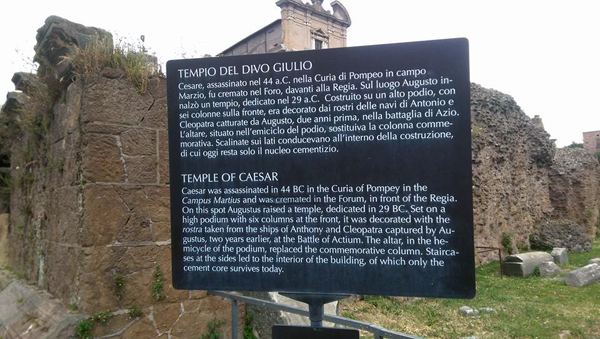 TEMPIO DEL DIVO GIULIO
Cesare, assassinato nel 44 a.C. nella Curia di Pompeo in campo
Marzio, fu cremato nel Foro, davanti alla Regia. Sul luogo Augusto in-
nalzò un tempio, dedicato nel 29 a.C. Costruito su un alto podio, con
sei colonne sulla fronte, era decorato dai rostri delle navi di Antonio e
Cleopatra catturate da Augusto, due anni prima, nella battaglia di Azio.
L'altare, situato nell'emiciclo del podio, sostituiva la colonna comme-
morativa. Scalinate sui lati conducevano all'interno della costruzione,
di cui oggi resta solo il nucleo cementizio.
TEMPLE OF CAESAR
Caesar was assassinated in 44 BC in the Curia of Pompey in the
Campus Martius and was cremated in the Forum, in front of the Regia.
On this spot Augustus raised a temple, dedicated in 29 BC. Set on a
high podium with six columns at the front, it was decorated with the
rostra taken from the ships of Anthony and Cleopatra captured by Au-
gustus, two years earlier, at the Battle of Actium. The altar, in the he-
micycle of the podium, replaced the commemorative column. Stairca-
ses at the sides led to the interior of the building, of which only the
cement core survives today.